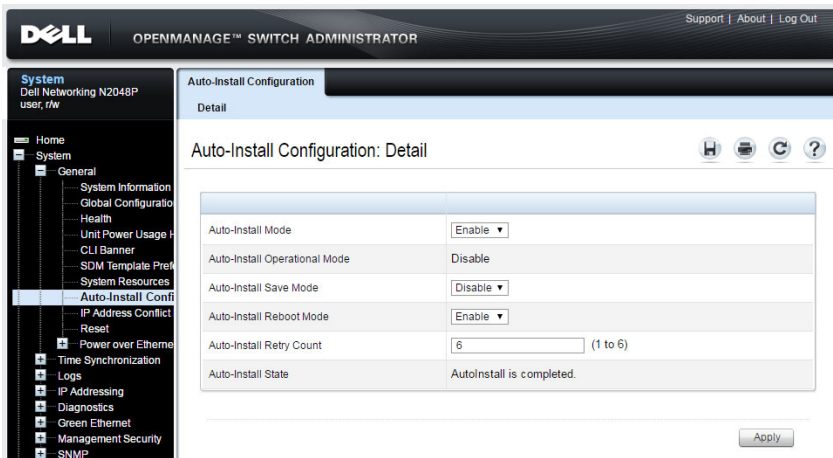 Support | About | Log Out
DELL
OPENMANAGE™ SWITCH ADMINISTRATOR
System
Dell Networking N2048P
user, r/w
Auto-Install Configuration
Detail
Home
System
General
System Information
Global Configuratio
Health
Unit Power Usage H
CLI Banner
SDM Template Prefe
System Resources
Auto-Install Confi
IP Address Conflict
Reset
Power over Etherne
Time Synchronization
Logs
IP Addressing
Diagnostics
Green Ethernet
Management Security
SNMP
Auto-Install Configuration: Detail
Auto-Install Mode Enable
Auto-Install Operational Mode Disable
Auto-Install Save Mode Disable
Auto-Install Reboot Mode Enable
Auto-Install Retry Count 6 (1 to 6)
Auto-Install State AutoInstall is completed.
Apply